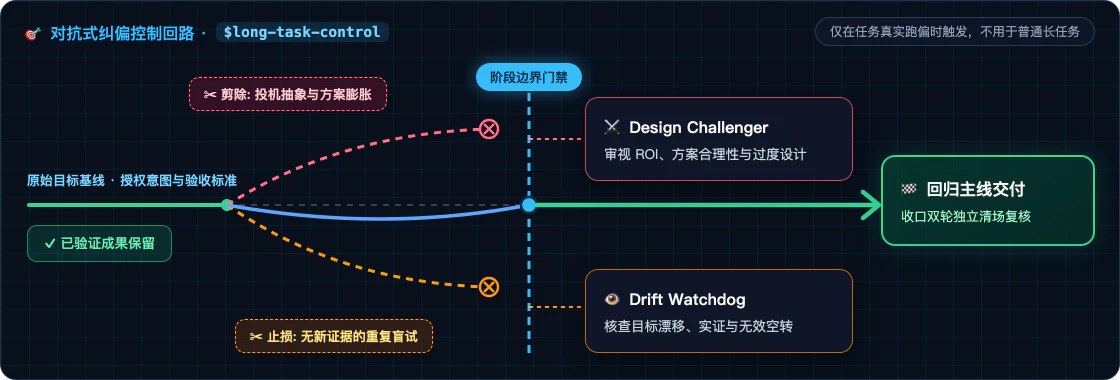 对抗式纠偏控制回路 · $long-task-control
仅在任务真实跑偏时触发，不用于普通长任务
阶段边界门禁
✂ 剪除: 投机抽象与方案膨胀
Design Challenger
审视 ROI、方案合理性与过度设计
原始目标基线 · 授权意图与验收标准
回归主线交付
收口双轮独立清场复核
✓ 已验证成果保留
Drift Watchdog
核查目标漂移、实证与无效空转
✂ 止损: 无新证据的重复盲试